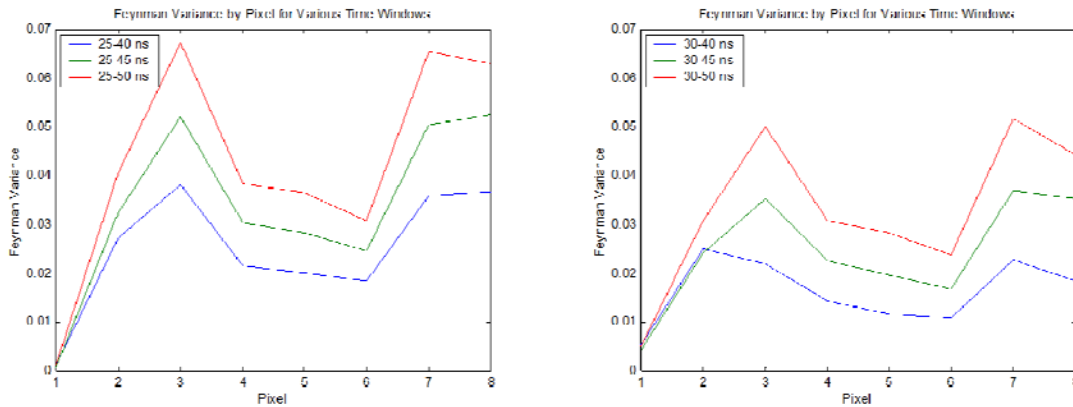 Feynman Variance by Pixel for Various Time Windows
0.07
0.06
0.05
0.04
0.03
0.02
0.01
0
Feynman Variance
25-40 ns
25-45 ns
25-50 ns
1 2 3 4 5 6 7 8
Pixel
Feynman Variance by Pixel for Various Time Windows
0.07
0.06
0.05
0.04
0.03
0.02
0.01
0
Feynman Variance
30-40 ns
30-45 ns
30-50 ns
1 2 3 4 5 6 7 8
Pixel